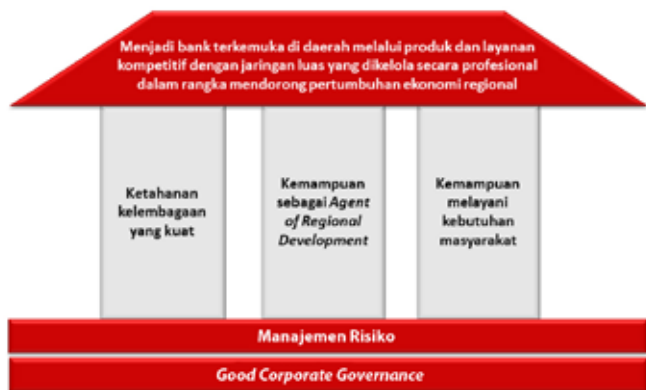 Menjadi bank terkemuka di daerah melalui produk dan layanan
kompetitif dengan jaringan luas yang dikelola secara profesional
dalam rangka mendorong pertumbuhan ekonomi regional
Ketahanan
kelembagaan
yang kuat
Kemampuan
sebagai Agent
of Regional
Development
Kemampuan
melayani
kebutuhan
masyarakat
Manajemen Risiko
Good Corporate Governance